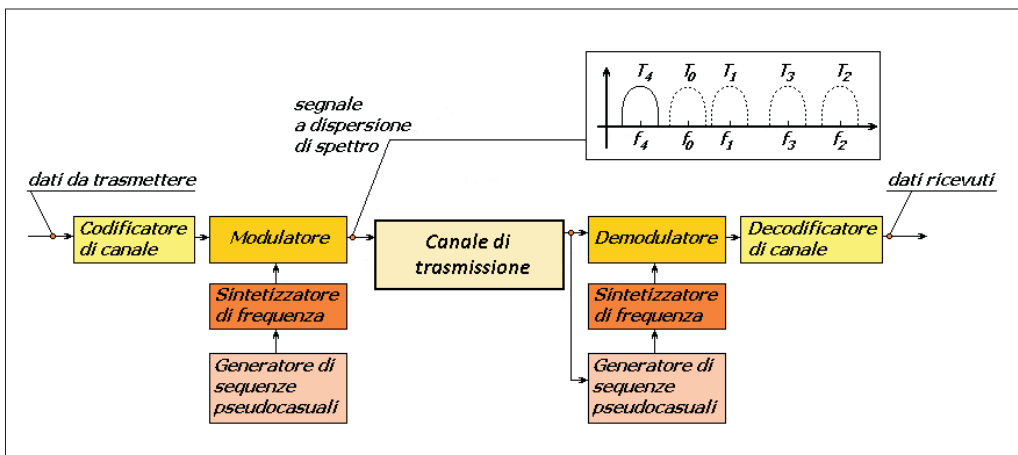 T4 T0 T1 T3 T2
f4 f0 f1 f3 f2
segnale
a dispersione
di spettro
dati da trasmettere
dati ricevuti
Codificatore
di canale
Modulatore
Canale di
trasmissione
Demodulatore
Decodificatore
di canale
Sintetizzatore
di frequenza
Sintetizzatore
di frequenza
Generatore di
sequenze
pseudocasuali
Generatore di
sequenze
pseudocasuali